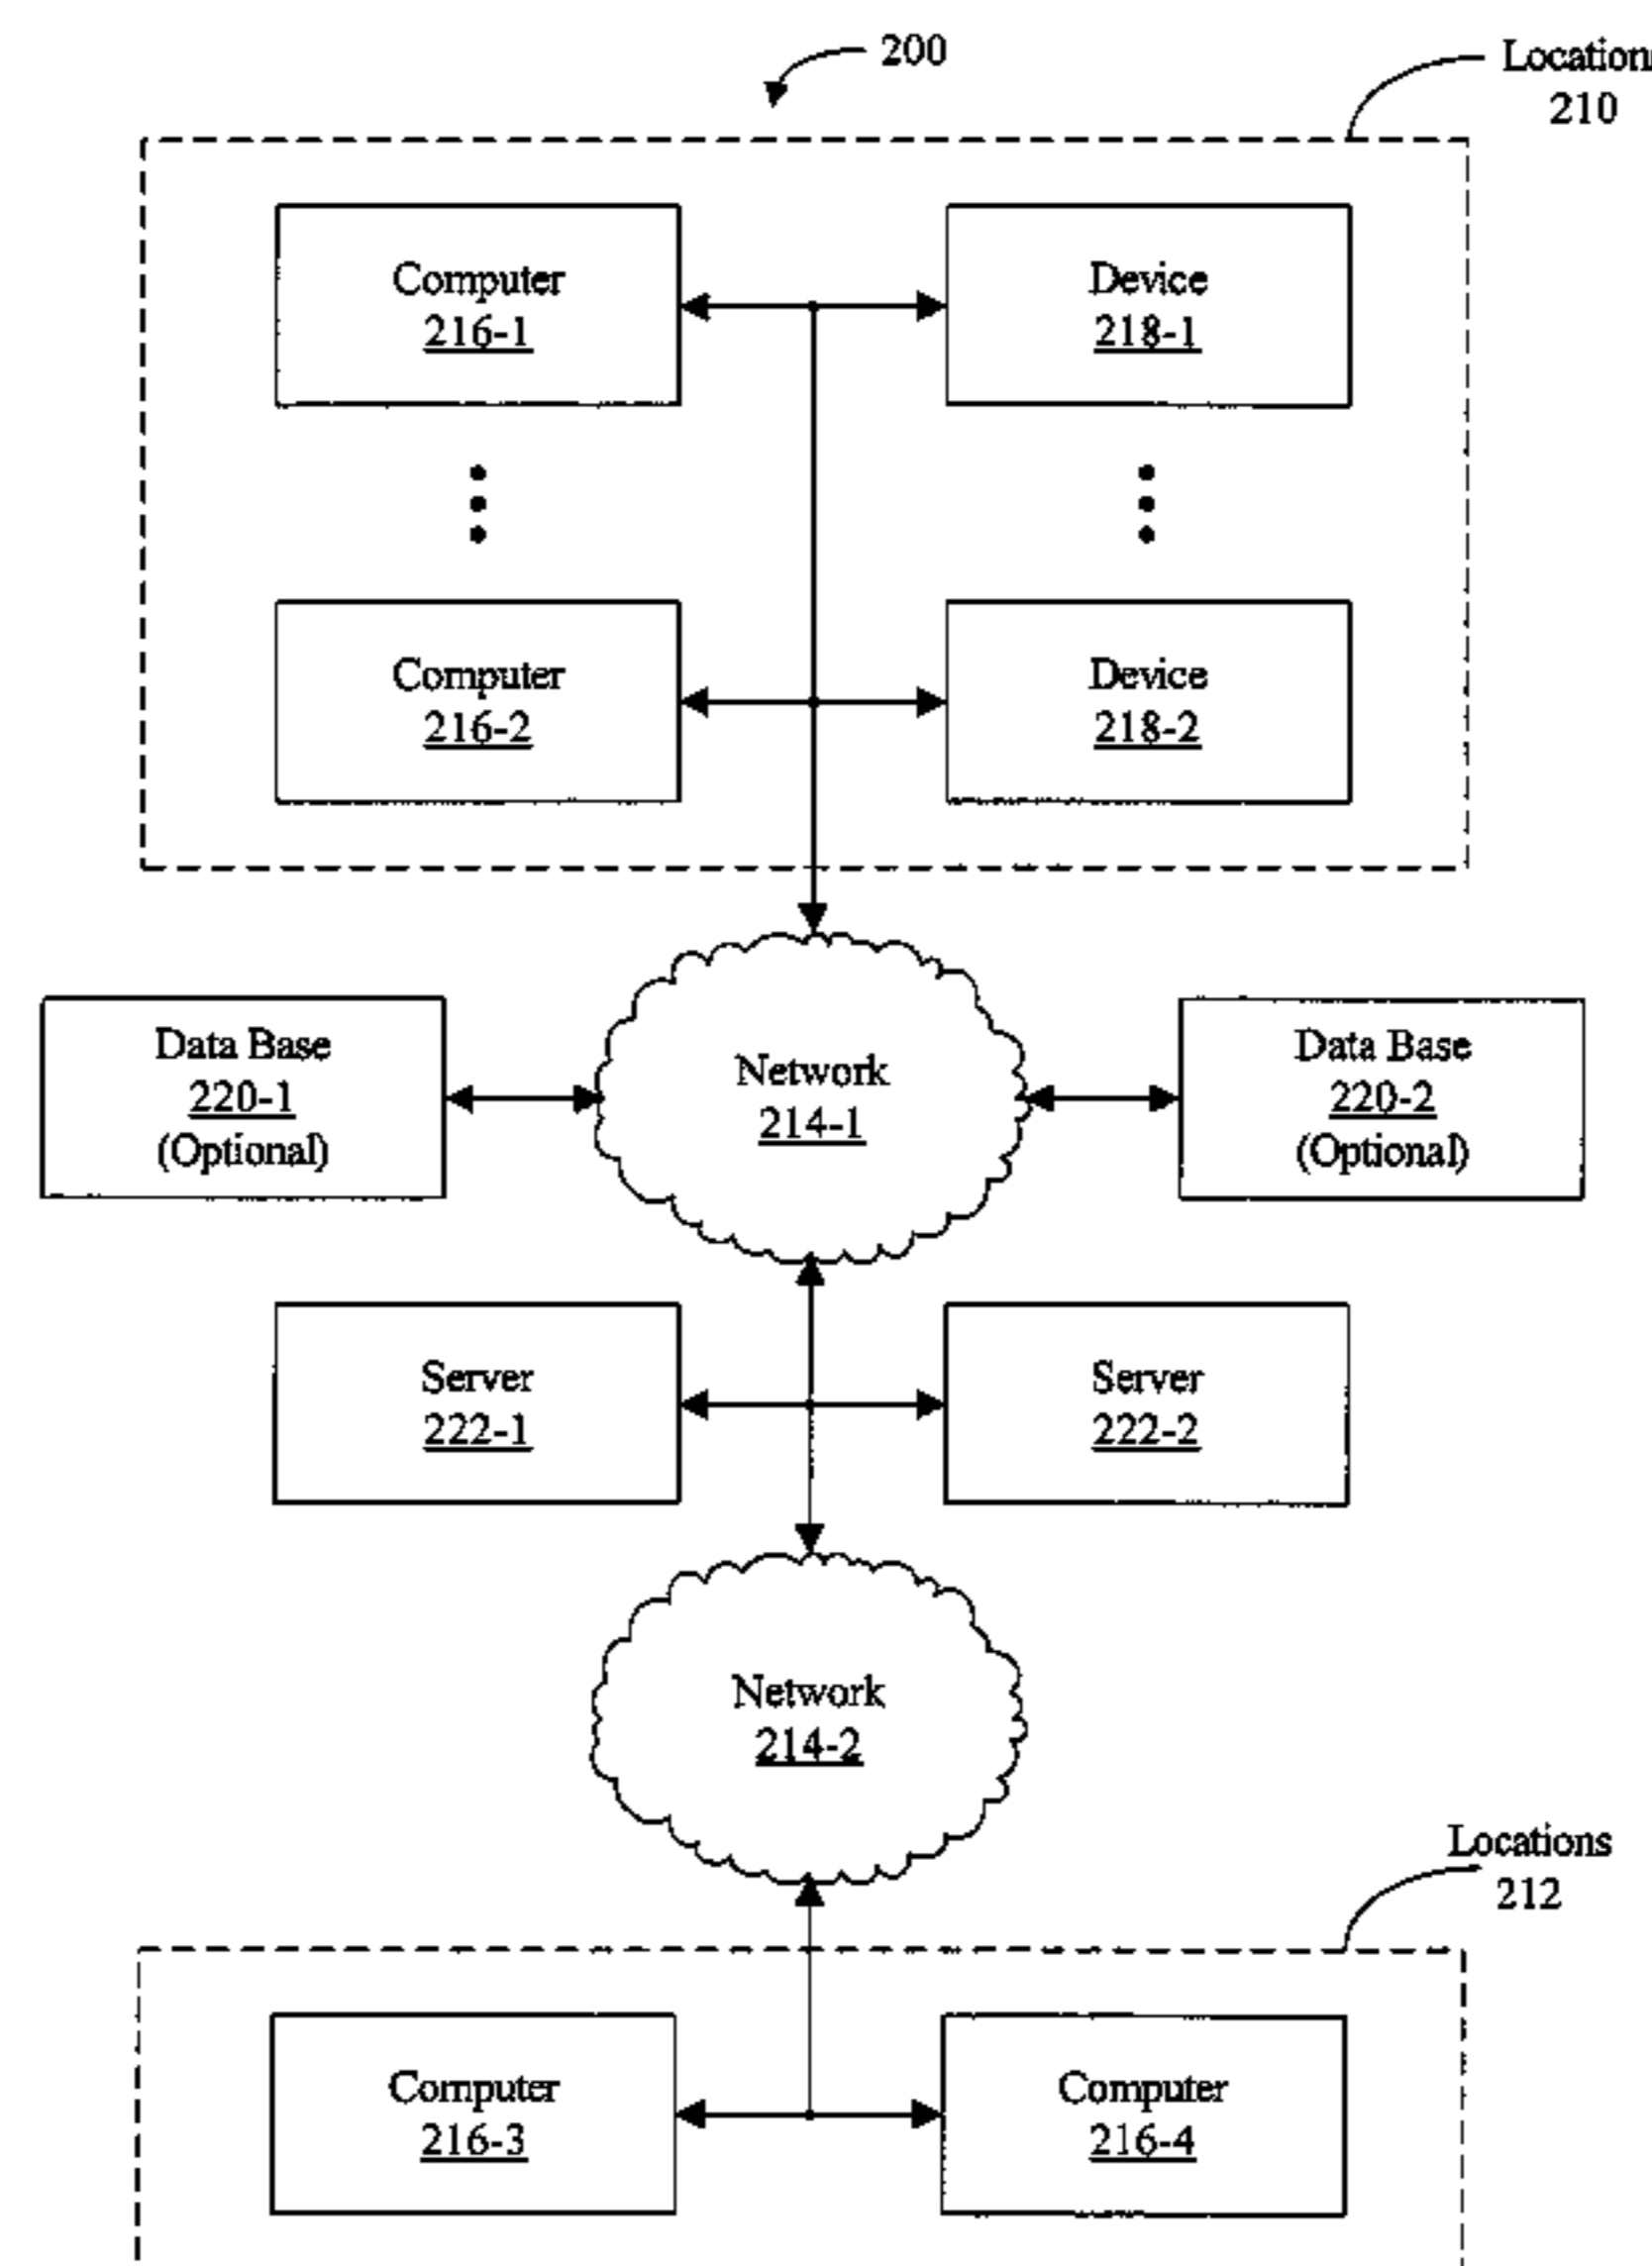 200
Location
210
Computer
216-1
Device
218-1
Computer
216-2
Device
218-2
Data Base
220-1
(Optional)
Network
214-1
Data Base
220-2
(Optional)
Server
222-1
Server
222-2
Network
214-2
Locations
212
Computer
216-3
Computer
216-4